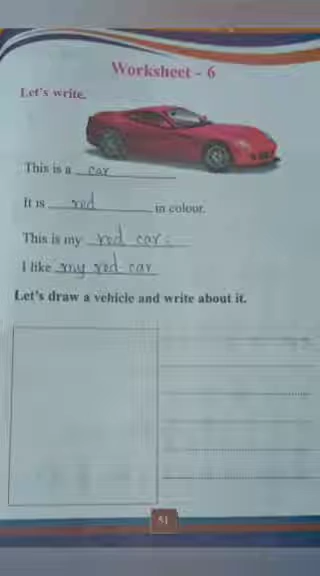 Worksheet - 6
Let's write.
This is a car
It is red in colour.
This is my red car.
I like my red car
Let's draw a vehicle and write about it.
51